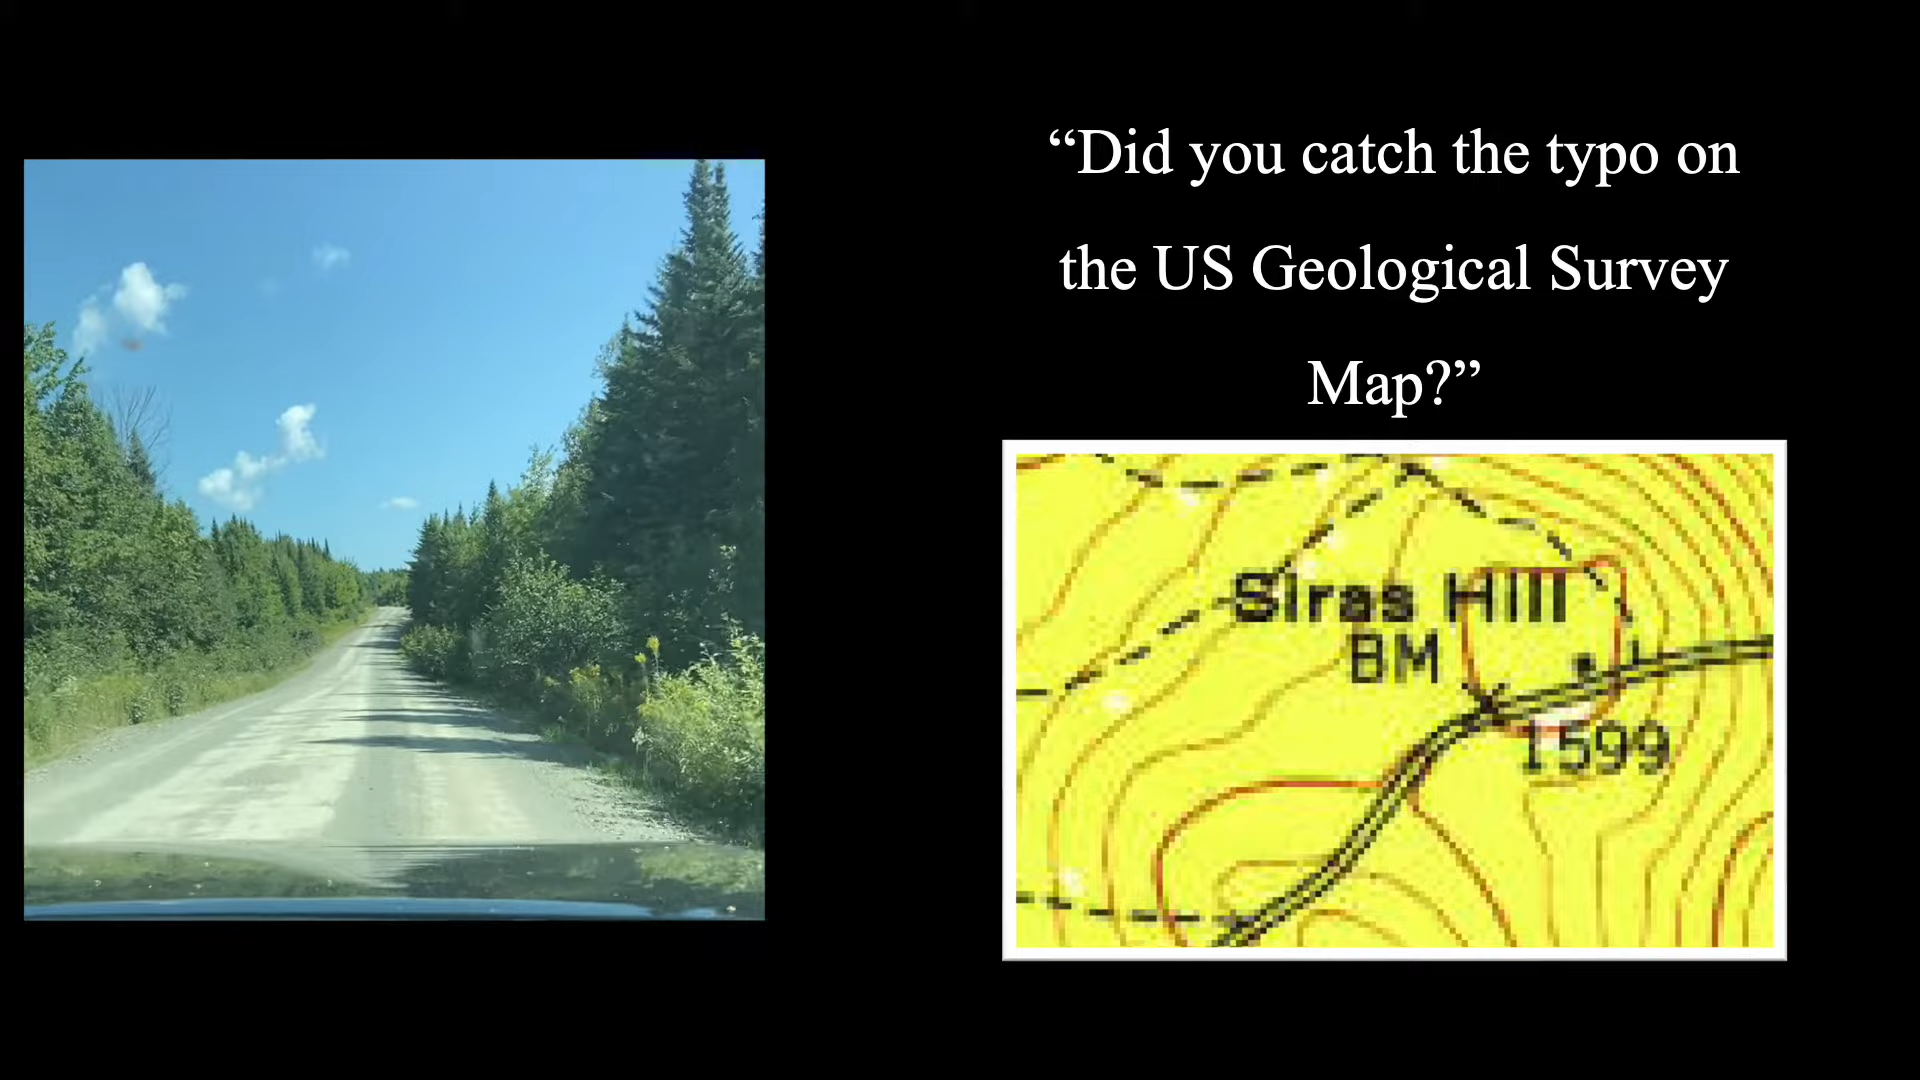 “Did you catch the typo on
the US Geological Survey
Map?”
Siras Hill
BM
1599